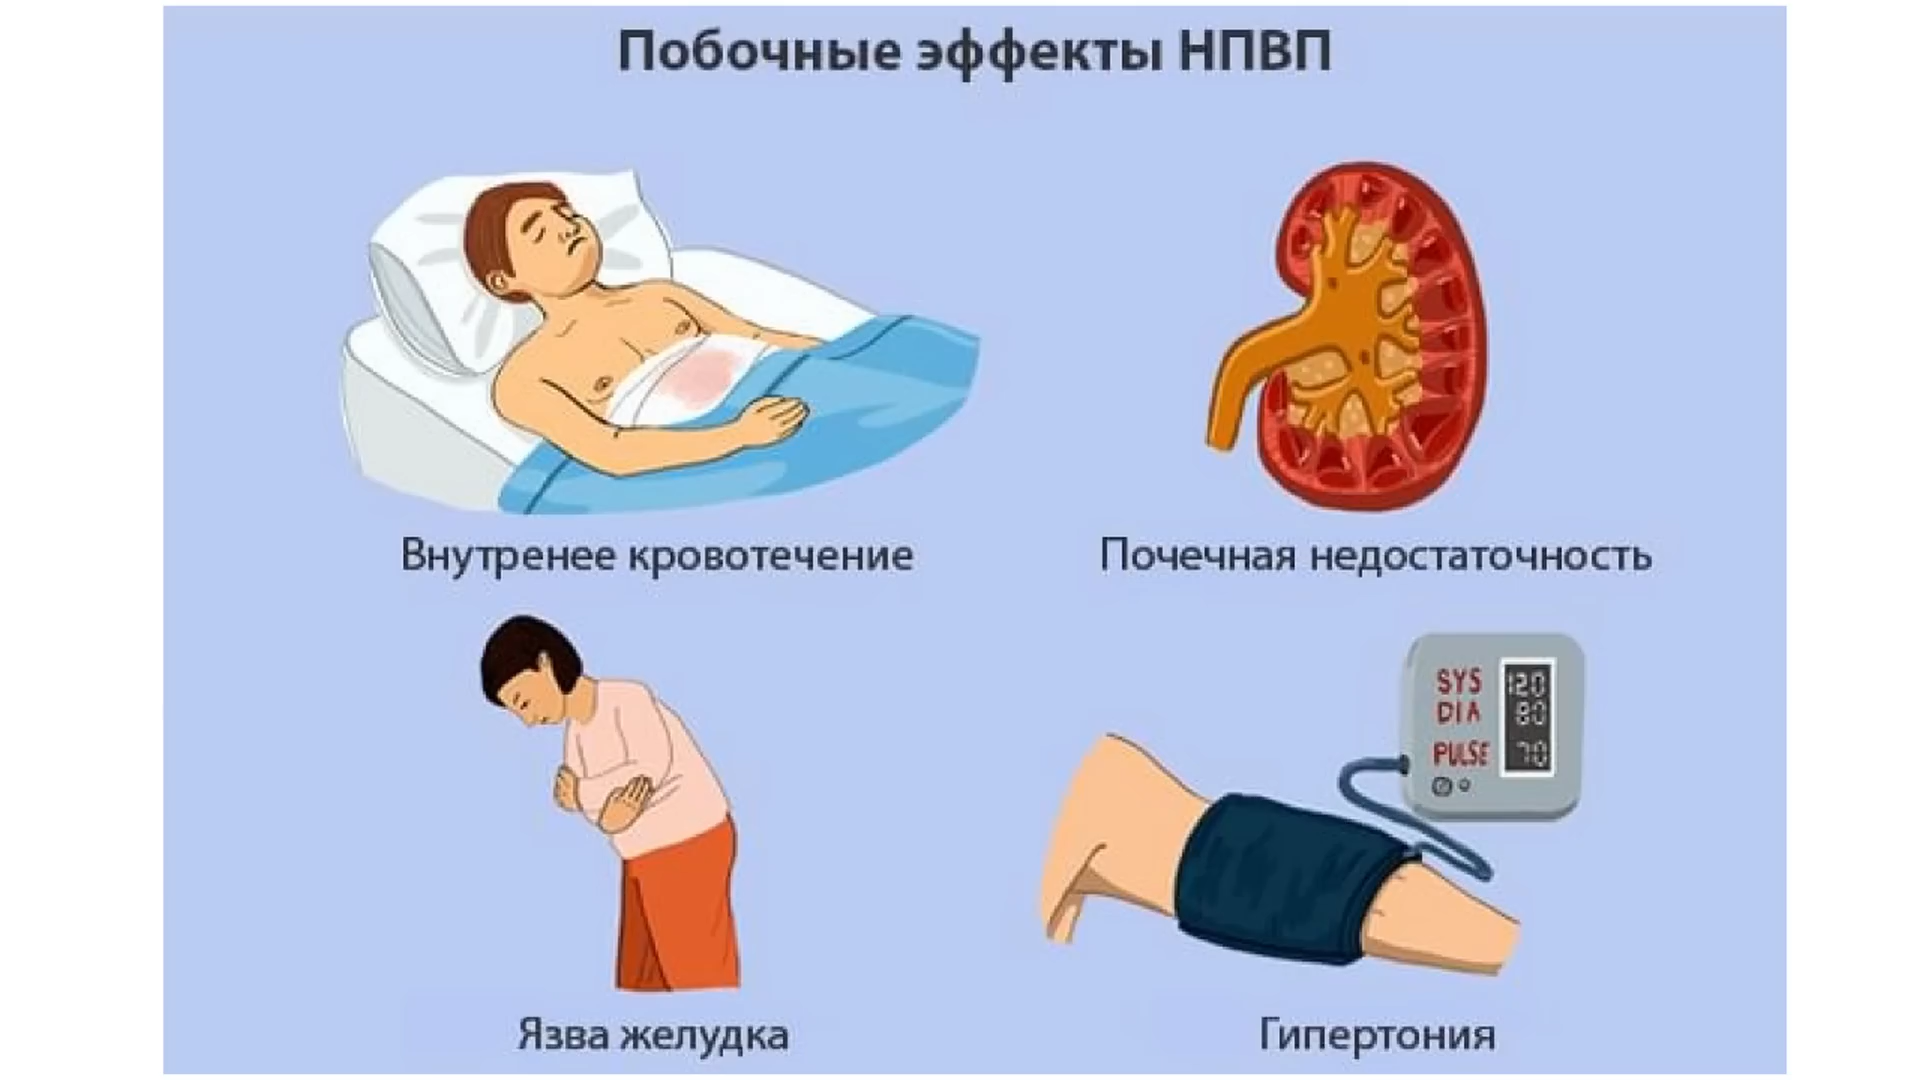 Побочные эффекты НПВП
Внутренее кровотечение
Почечная недостаточность
SYS 120
DIA 80
PULSE 70
Язва желудка
Гипертония